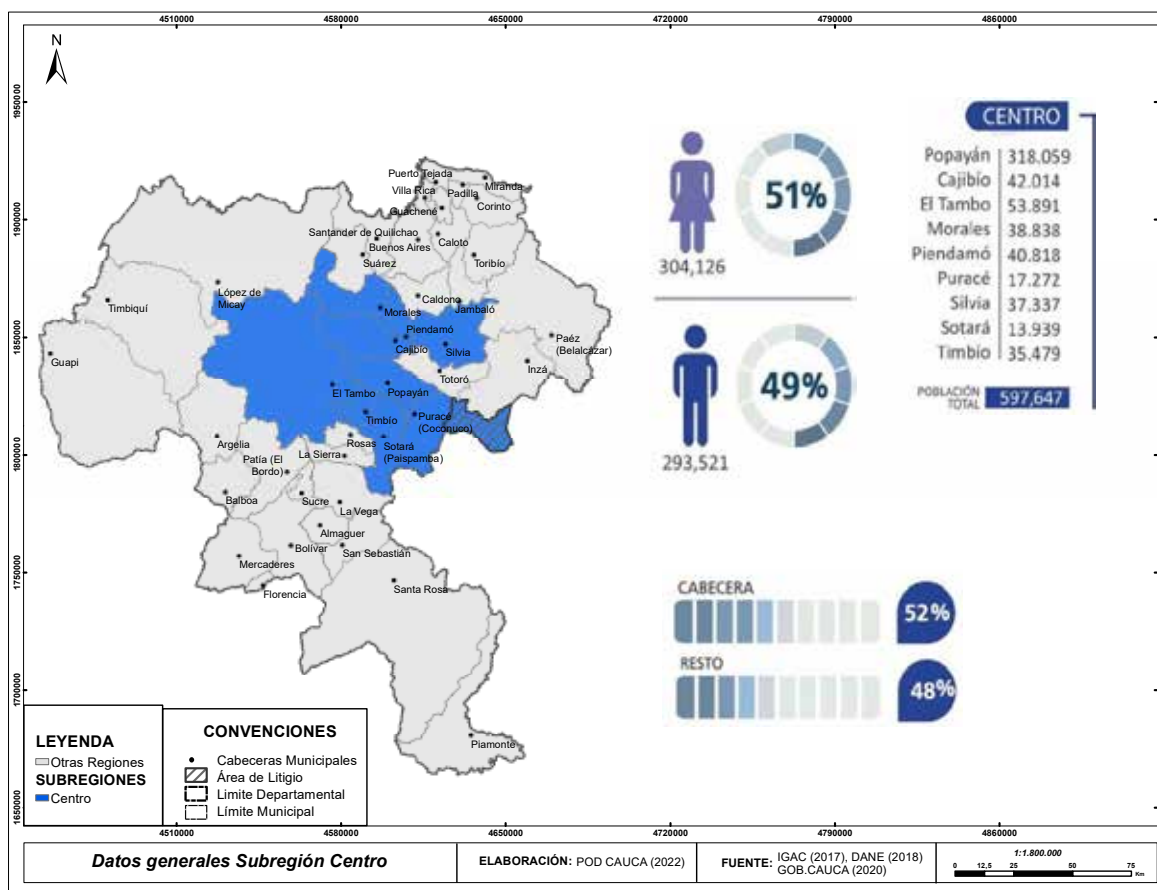 4510000 4580000 4650000 4720000 4790000 4860000
1950000
1900000
1850000
1800000
1750000
1700000
1650000
N
Puerto Tejada
Miranda
Villa Rica
Padilla
Corinto
Guachené
Santander de Quilichao
Caloto
Buenos Aires
Suárez
Toribío
López de
Micay
Timbiquí
Caldono
Jambaló
Morales
Piendamó
Paéz
(Belalcázar)
Guapi
Cajibío
Silvia
Inzá
Totoró
El Tambo
Popayán
Timbío
Puracé
(Coconuco)
Argelia
Rosas
Sotará
(Paispamba)
La Sierra
Patía (El
Bordo)
Balboa
Sucre
La Vega
Almaguer
Bolívar
San Sebastián
Mercaderes
Florencia
Santa Rosa
Piamonte
51%
304,126
49%
293,521
CENTRO
Popayán 318.059
Cajibío 42.014
El Tambo 53.891
Morales 38.838
Piendamó 40.818
Puracé 17.272
Silvia 37.337
Sotará 13.939
Timbío 35.479
POBLACIÓN
TOTAL 597,647
CABECERA
52%
RESTO
48%
LEYENDA
Otras Regiones
SUBREGIONES
Centro
CONVENCIONES
Cabeceras Municipales
Área de Litigio
Limite Departamental
Límite Municipal
4510000 4580000 4650000 4720000 4790000 4860000
Datos generales Subregión Centro
ELABORACIÓN: POD CAUCA (2022)
FUENTE: IGAC (2017), DANE (2018)
GOB.CAUCA (2020)
1:1.800.000
0 12,5 25 50 75
Km